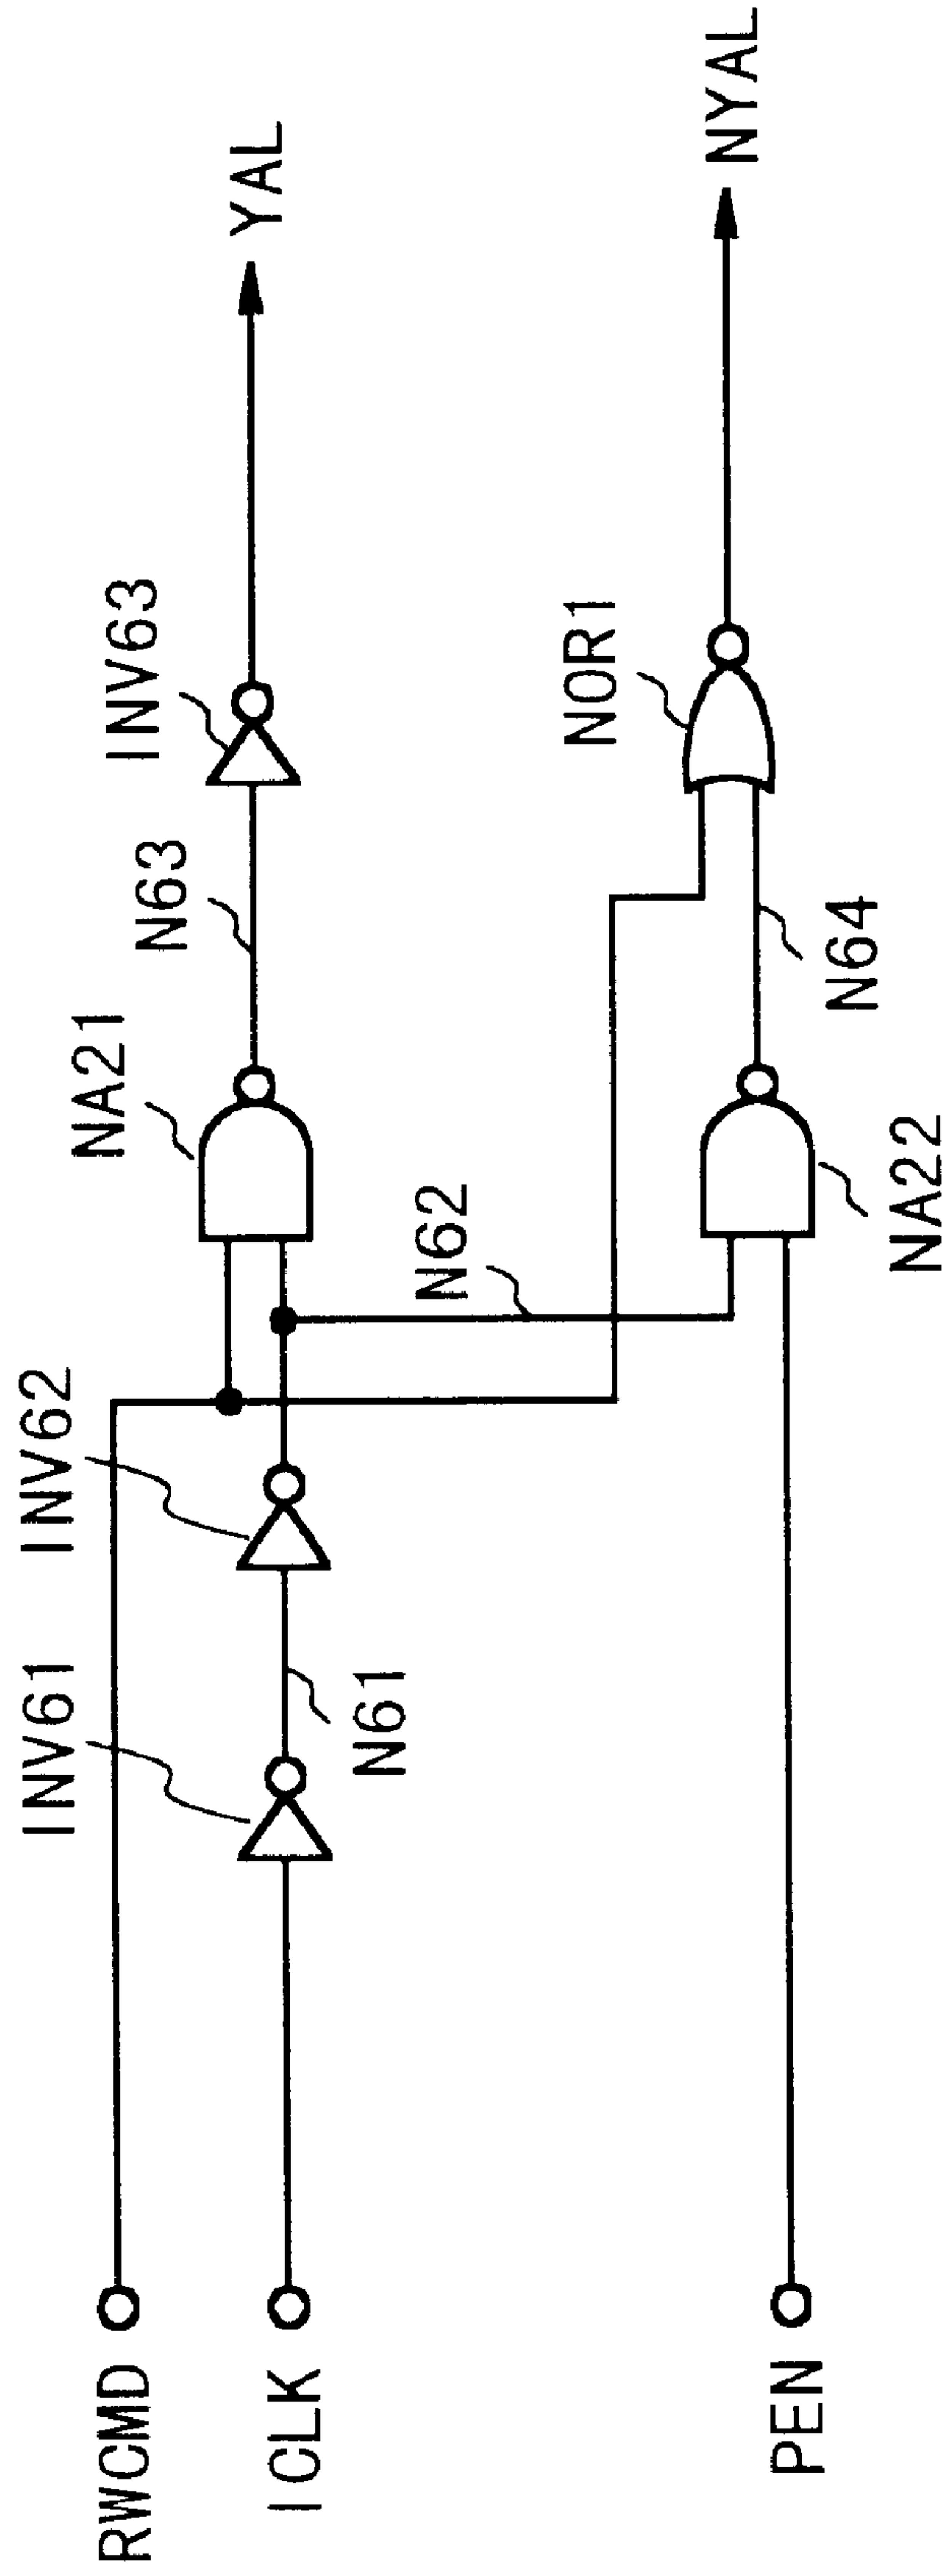 RWCMD
ICLK
PEN
INV61
N61
INV62
N62
NA21
NA22
N63
N64
INV63
NOR1
YAL
NYAL